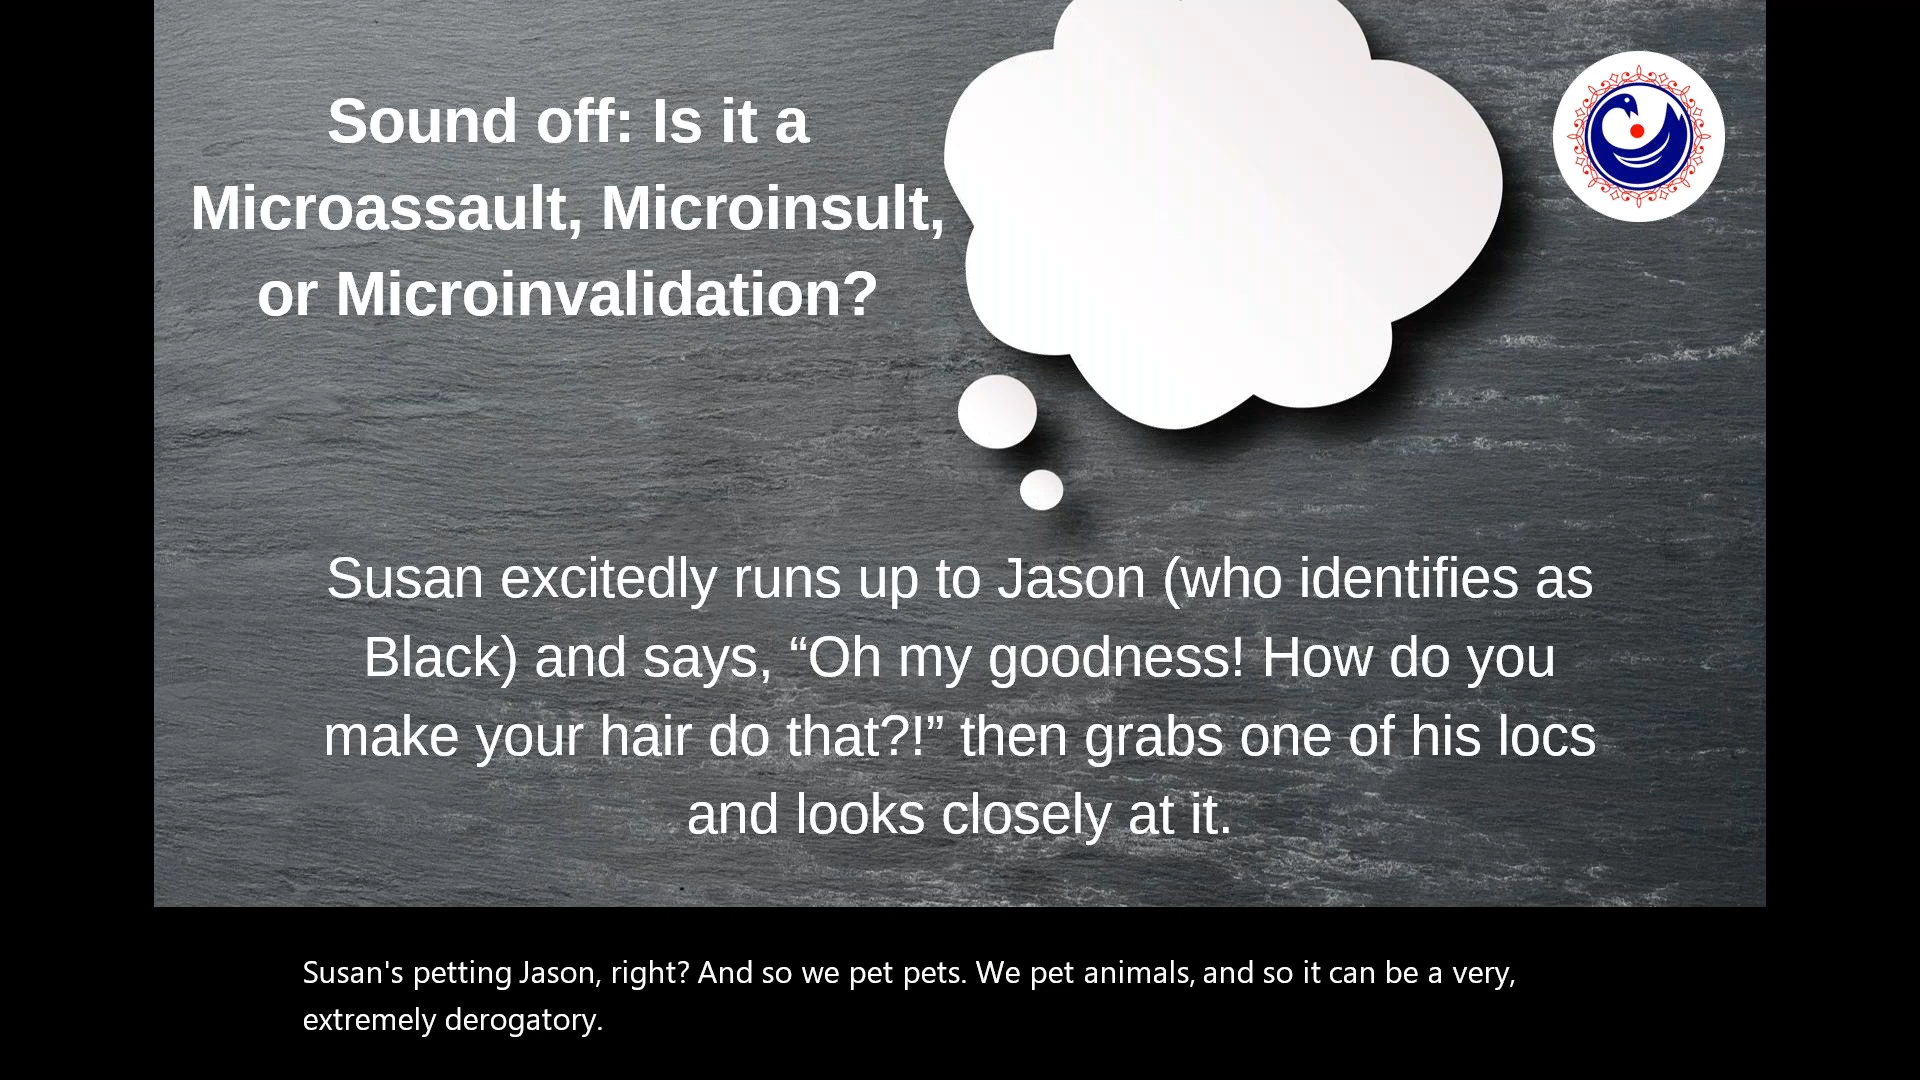 Sound off: Is it a
Microassault, Microinsult,
or Microinvalidation?
Susan excitedly runs up to Jason (who identifies as
Black) and says, “Oh my goodness! How do you
make your hair do that?!” then grabs one of his locs
and looks closely at it.
Susan's petting Jason, right? And so we pet pets. We pet animals, and so it can be a very,
extremely derogatory.